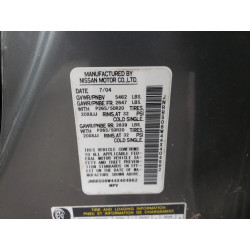 MANUFACTURED BY
NISSAN MOTOR CO.,LTD.
DATE 7/04
GVWR/PNBV 5462 LBS.
GAWR/PNBE FR 2647 LBS.
WITH P265/50R20 TIRES,
20X8JJ RIMS AT 32 PSI
COLD SINGLE.
GAWR/PNBE RR 2839 LBS.
WITH P265/50R20 TIRES,
20X8JJ RIMS AT 32 PSI
COLD SINGLE.
THIS VEHICLE CONFORMS TO ALL
APPLICABLE FEDERAL MOTOR VEHICLE
SAFETY AND THEFT
PREVENTION STANDARDS
IN EFFECT ON THE DATE OF
MANUFACTURE SHOWN ABOVE.
MPV
TIRE AND LOADING INFORMATION